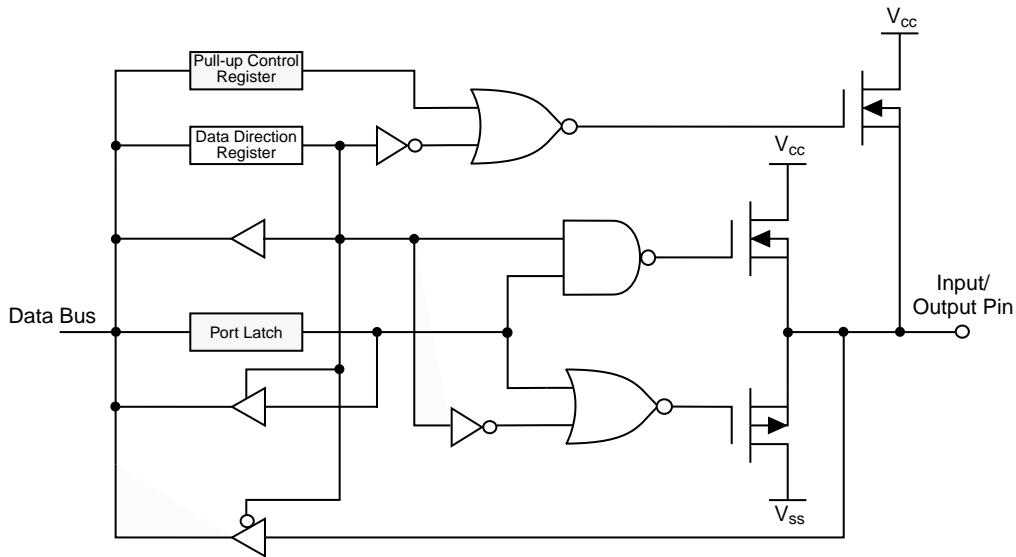 Vcc
Pull-up Control
Register
Data Direction
Register
Vcc
Input/
Output Pin
Data Bus
Port Latch
Vss